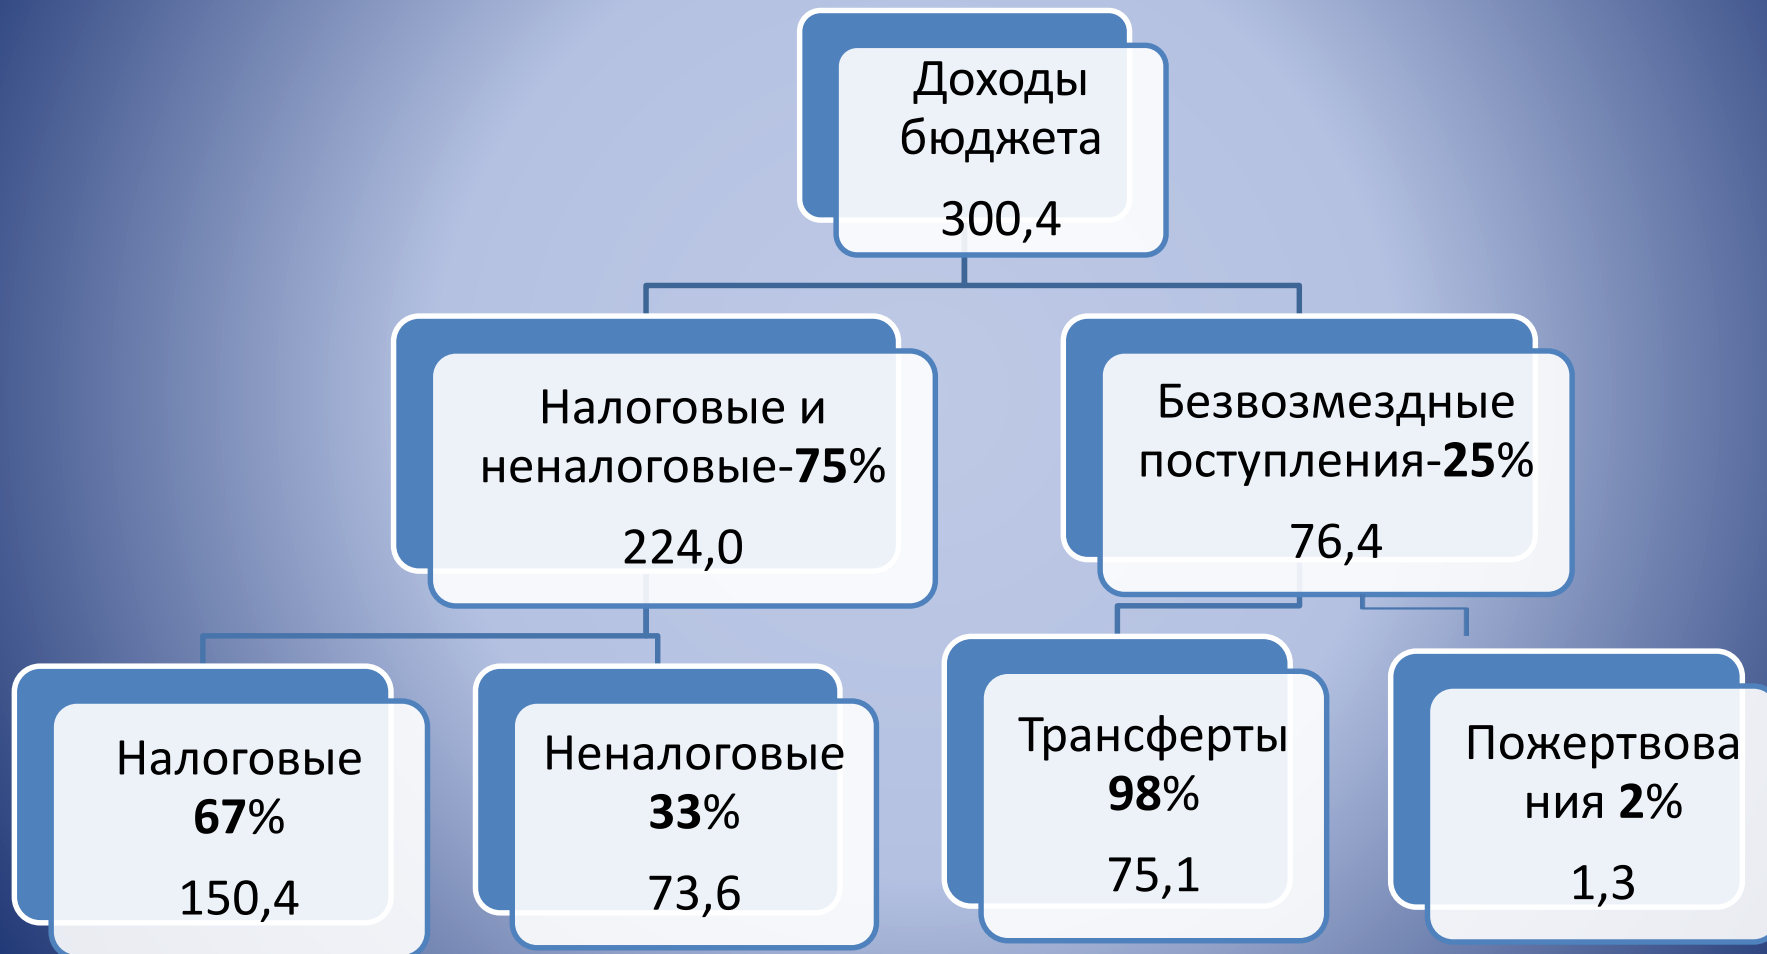 Доходы
бюджета
300,4
Налоговые и
неналоговые-75%
224,0
Безвозмездные
поступления-25%
76,4
Налоговые
67%
150,4
Неналоговые
33%
73,6
Трансферты
98%
75,1
Пожертвова
ния 2%
1,3